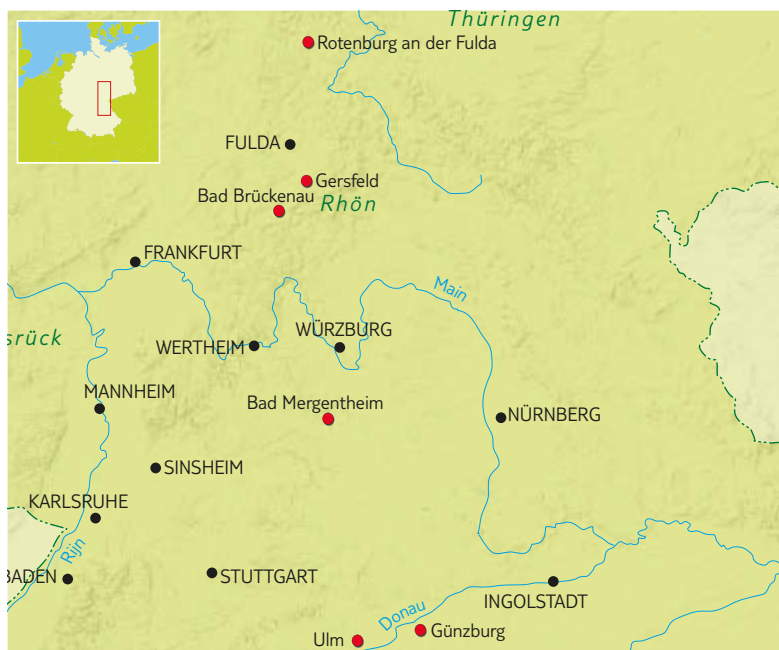 Thüringen
Rotenburg an der Fulda
FULDA
Gersfeld
Bad Brückenau
Rhön
FRANKFURT
Main
srück
WERTHEIM
WÜRZBURG
MANNHEIM
Bad Mergentheim
NÜRNBERG
SINSHEIM
KARLSRUHE
Rijn
BADEN
STUTTGART
INGOLSTADT
Donau
Ulm
Günzburg